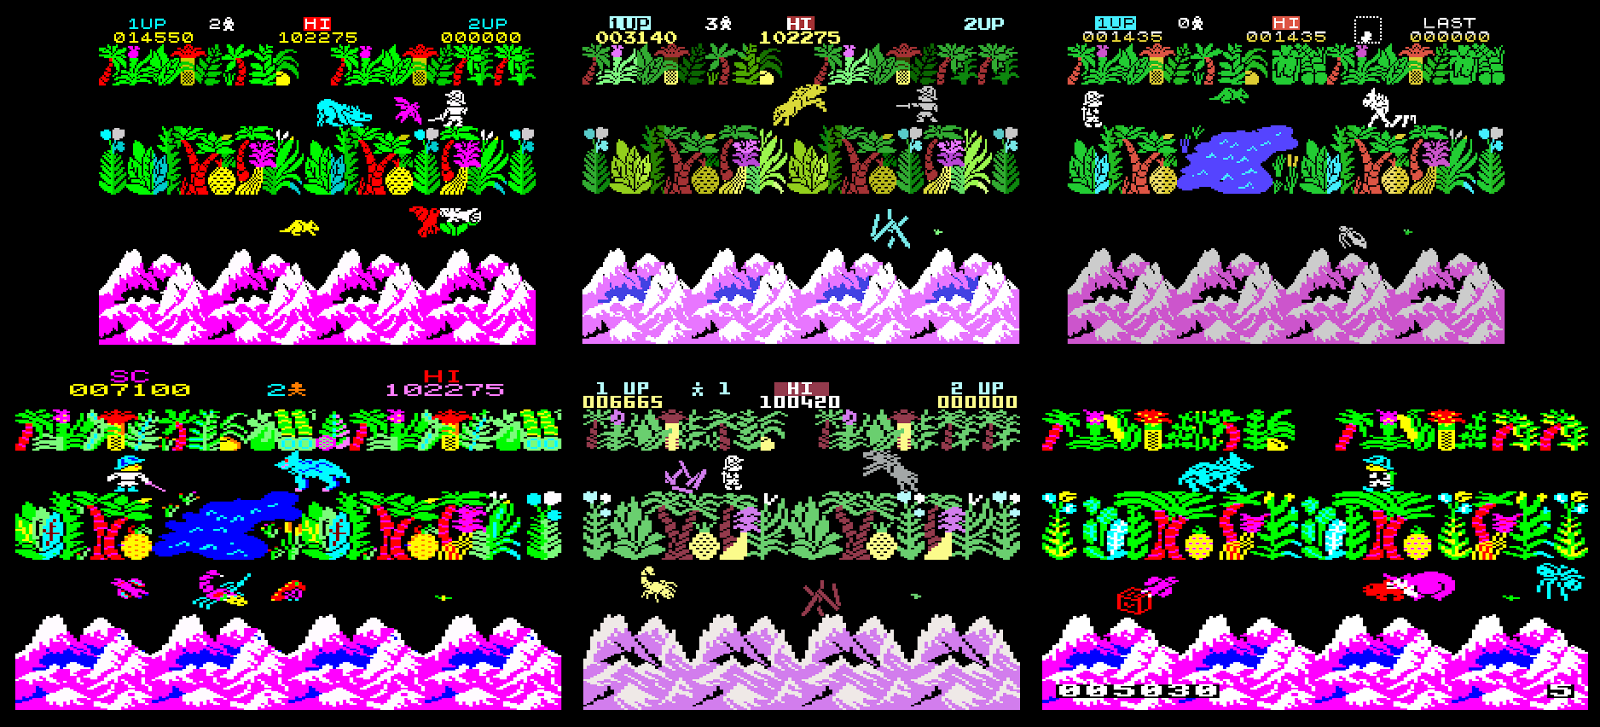 1UP 2 HI 2UP
014550 102275 000000
1UP 3 HI 2UP
003140 102275
1UP 0 HI LAST
001435 001435 000000
SC HI
007100 2 102275
1 UP 1 HI 2 UP
006665 100420 000000
005030 5